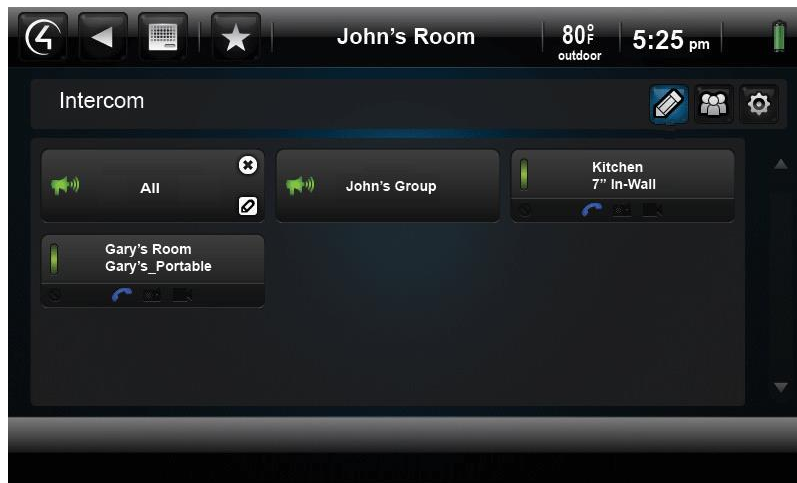 4
John's Room
80°F
outdoor
5:25 pm
Intercom
All
John's Group
Kitchen
7” In-Wall
Gary's Room
Gary's_Portable